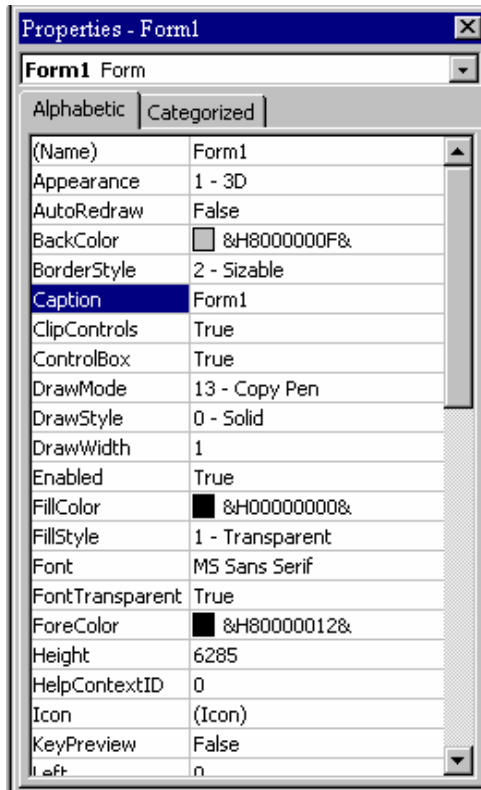 Properties - Form1
Form1 Form
Alphabetic Categorized
(Name) Form1
Appearance 1 - 3D
AutoRedraw False
BackColor &H8000000F&
BorderStyle 2 - Sizable
Caption Form1
ClipControls True
ControlBox True
DrawMode 13 - Copy Pen
DrawStyle 0 - Solid
DrawWidth 1
Enabled True
FillColor &H00000000&
FillStyle 1 - Transparent
Font MS Sans Serif
FontTransparent True
ForeColor &H80000012&
Height 6285
HelpContextID 0
Icon (Icon)
KeyPreview False
Left 0